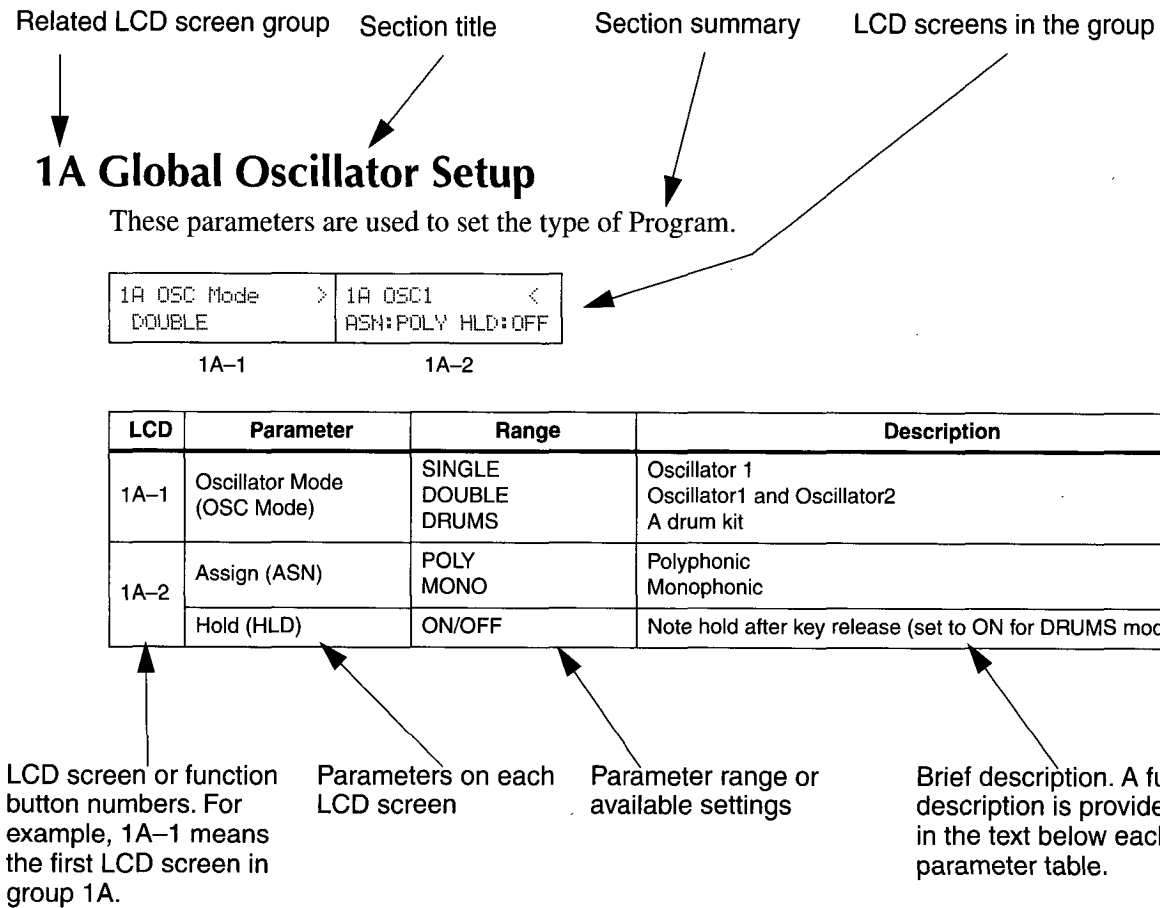 Related LCD screen group Section title Section summary LCD screens in the group
1A Global Oscillator Setup
These parameters are used to set the type of Program.
1A OSC Mode > 1A OSC1 <
DOUBLE ASN:POLY HLD:OFF
1A–1 1A–2
LCD Parameter Range Description
1A–1 Oscillator Mode (OSC Mode) SINGLE Oscillator 1
DOUBLE Oscillator1 and Oscillator2
DRUMS A drum kit
1A–2 Assign (ASN) POLY Polyphonic
MONO Monophonic
Hold (HLD) ON/OFF Note hold after key release (set to ON for DRUMS
LCD screen or function
button numbers. For
example, 1A–1 means
the first LCD screen in
group 1A.
Parameters on each
LCD screen
Parameter range or
available settings
Brief description. A
description is
in the text below
parameter table.